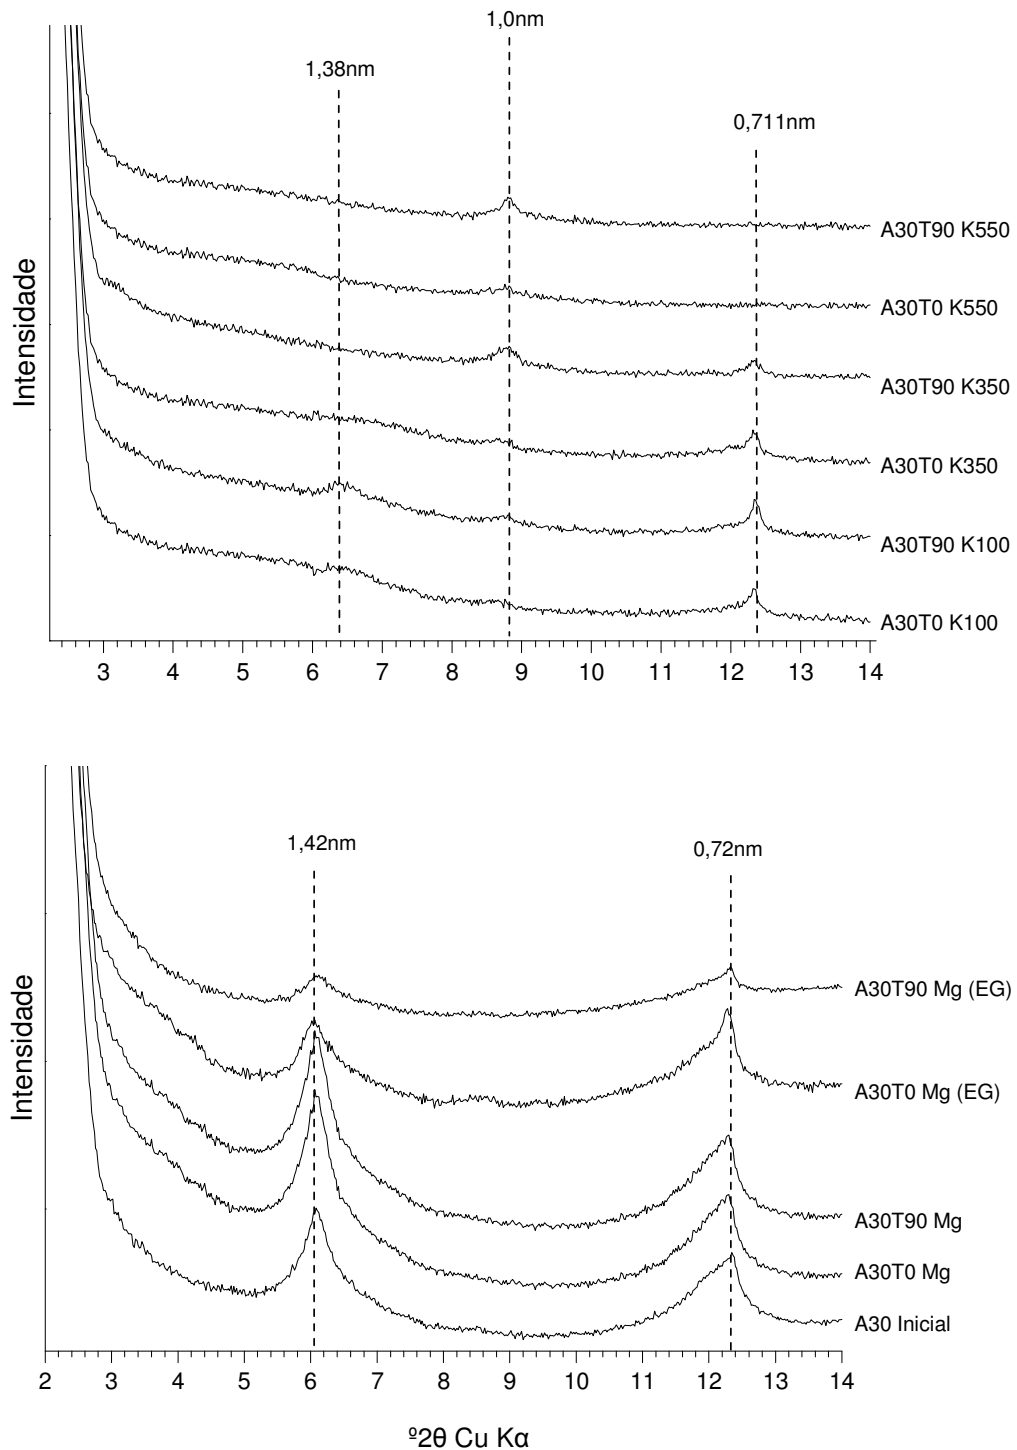 1,0nm
1,38nm
0,711nm
Intensidade
A30T90 K550
A30T0 K550
A30T90 K350
A30T0 K350
A30T90 K100
A30T0 K100
3 4 5 6 7 8 9 10 11 12 13 14
1,42nm
0,72nm
Intensidade
A30T90 Mg (EG)
A30T0 Mg (EG)
A30T90 Mg
A30T0 Mg
A30 Inicial
2 4 5 6 7 8 9 10 11 12 13 14
º2θ Cu Kα